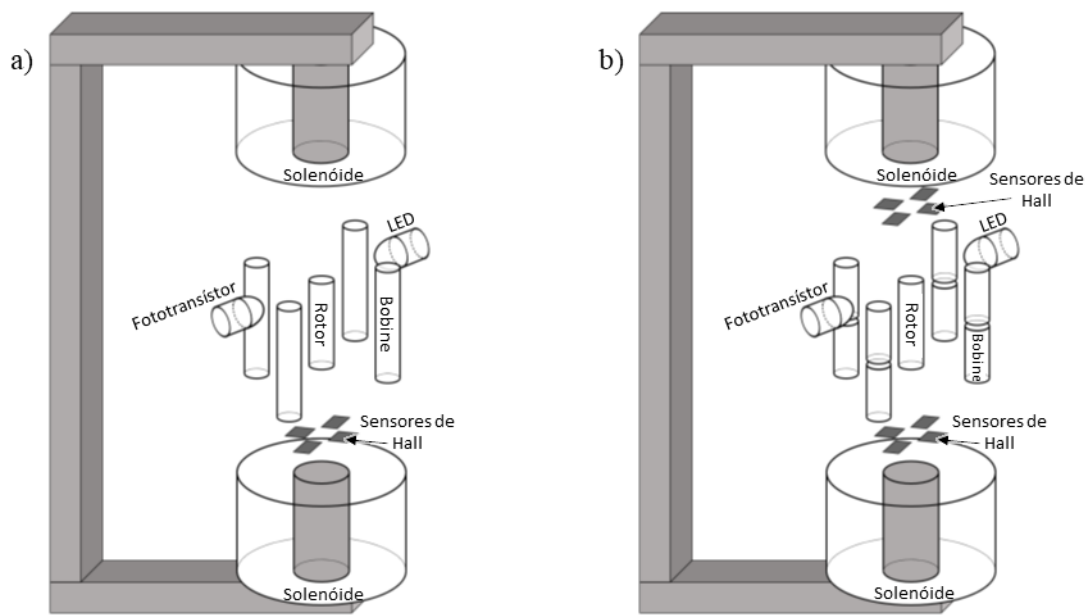 a)
Solenóide
LED
Fototransístor
Rotor
Bobine
Sensores de
Hall
Solenóide
b)
Solenóide
Sensores de
Hall
LED
Fototransístor
Rotor
Bobine
Sensores de
Hall
Solenóide